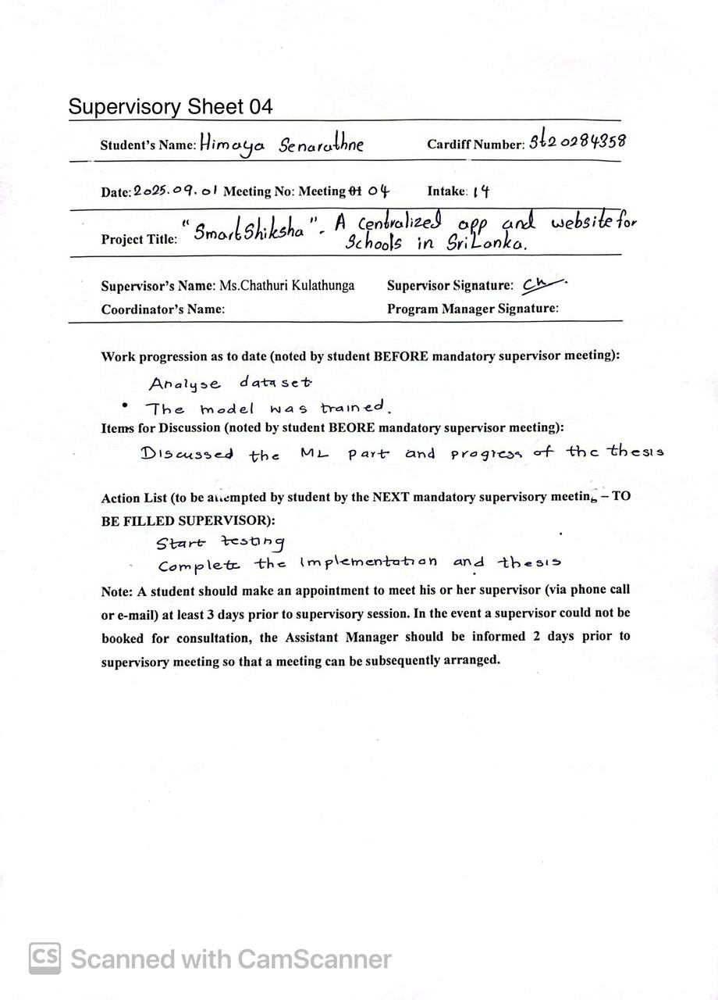 Supervisory Sheet 04
Student's Name: Himaya Senarathne Cardiff Number: St20284358
Date: 2025.09.01 Meeting No: Meeting 01 04 Intake: 14
Project Title: "SmartShiksha". A centralized app and website for
Schools in SriLanka.
Supervisor's Name: Ms.Chathuri Kulathunga Supervisor Signature:
Coordinator's Name: Program Manager Signature:
Work progression as to date (noted by student BEFORE mandatory supervisor meeting):
Analyse dataset
• The model was trained.
Items for Discussion (noted by student BEORE mandatory supervisor meeting):
Discussed the ML part and progress of the thesis
Action List (to be attempted by student by the NEXT mandatory supervisory meeting – TO
BE FILLED SUPERVISOR):
Start testing
Complete the implementation and thesis
Note: A student should make an appointment to meet his or her supervisor (via phone call
or e-mail) at least 3 days prior to supervisory session. In the event a supervisor could not be
booked for consultation, the Assistant Manager should be informed 2 days prior to
supervisory meeting so that a meeting can be subsequently arranged.
CS Scanned with CamScanner